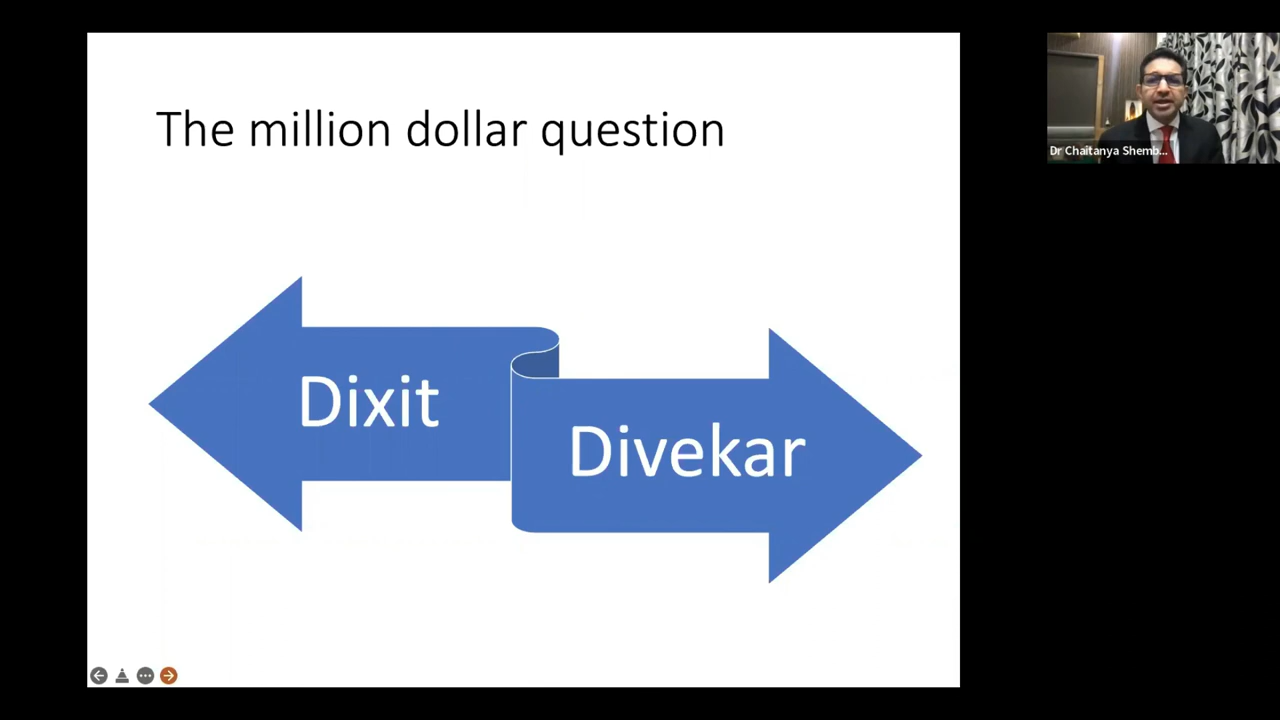 The million dollar question
Dr Chaitanya Shemb...
Dixit
Divekar